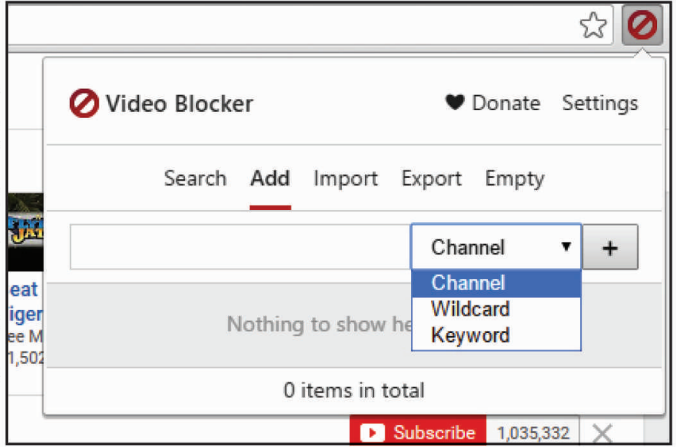 Video Blocker
Donate Settings
Search Add Import Export Empty
Channel +
Channel
Wildcard
Keyword
Nothing to show he
0 items in total
eat
iger
ee M
1,502
Subscribe 1,035,332